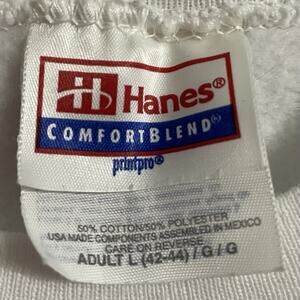 Hanes®
COMFORTBLEND®
printpro®
50% COTTON/50% POLYESTER
USA MADE COMPONENTS ASSEMBLED IN MEXICO
CARE ON REVERSE
ADULT L (42-44) / G / G